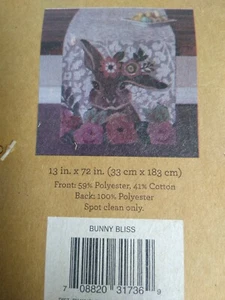 13 in. x 72 in. (33 cm x 183 cm)
Front: 59% Polyester, 41% Cotton
Back: 100% Polyester
Spot clean only.
BUNNY BLISS
7 08820 31736 9